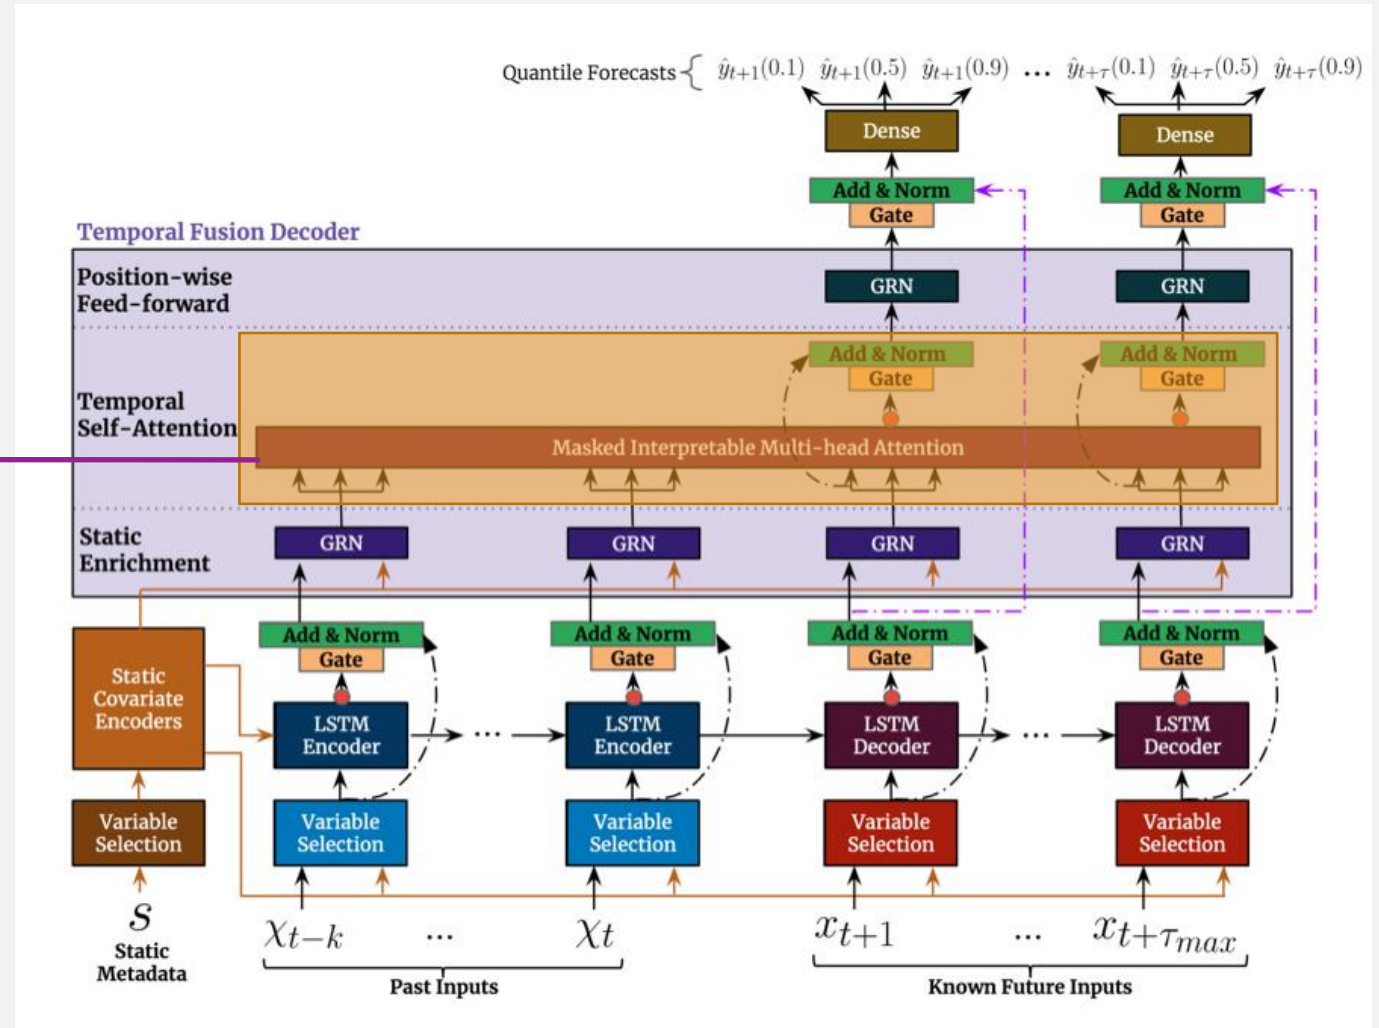 Quantile Forecasts { ŷt+1(0.1) ŷt+1(0.5) ŷt+1(0.9) ... ŷt+τ(0.1) ŷt+τ(0.5) ŷt+τ(0.9)
Dense Dense
Add & Norm Add & Norm
Gate Gate
Temporal Fusion Decoder
Position-wise
Feed-forward
GRN GRN
Add & Norm Add & Norm
Gate Gate
Temporal
Self-Attention
Masked Interpretable Multi-head Attention
Static
Enrichment
GRN GRN GRN GRN
Add & Norm Add & Norm Add & Norm Add & Norm
Gate Gate Gate Gate
Static
Covariate
Encoders
LSTM
Encoder
...
LSTM
Encoder
LSTM
Decoder
...
LSTM
Decoder
Variable
Selection
Variable
Selection
Variable
Selection
Variable
Selection
Variable
Selection
s
Static
Metadata
χt−k ... χt xt+1 ... xt+τmax
Past Inputs
Known Future Inputs